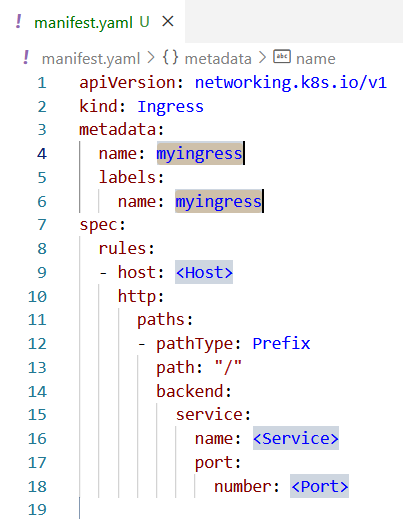 ! manifest.yaml U ×
! manifest.yaml > {} metadata > abc name
1 apiVersion: networking.k8s.io/v1
2 kind: Ingress
3 metadata:
4   name: myingress
5   labels:
6     name: myingress
7 spec:
8   rules:
9   - host: <Host>
10     http:
11       paths:
12       - pathType: Prefix
13         path: "/"
14         backend:
15           service:
16             name: <Service>
17             port:
18               number: <Port>
19